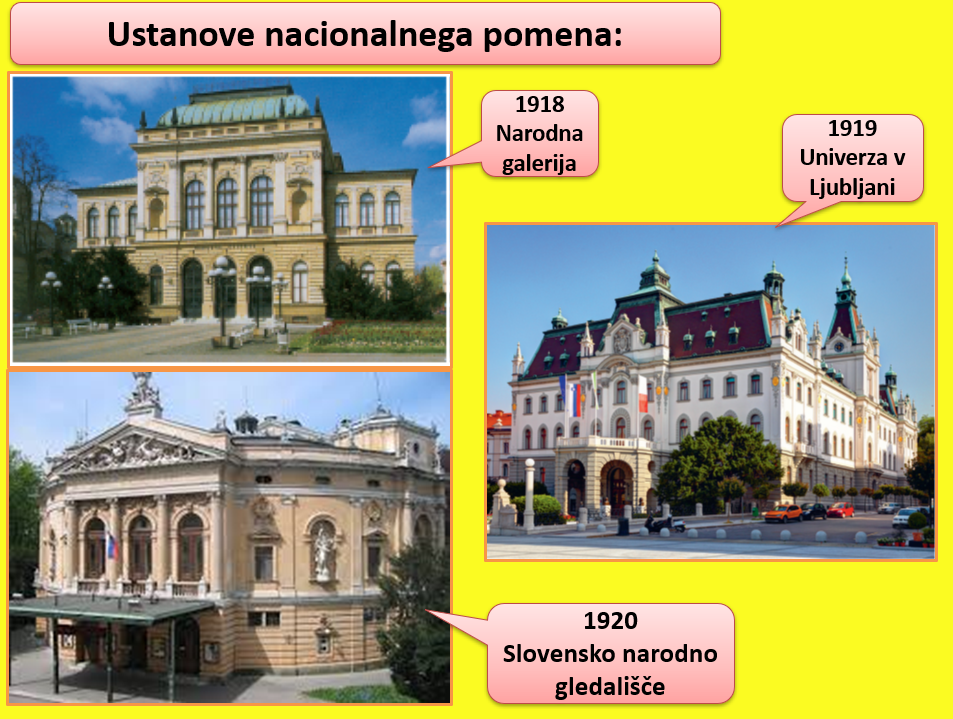 Ustanove nacionalnega pomena:
1918
Narodna
galerija
1919
Univerza v
Ljubljani
1920
Slovensko narodno
gledališče